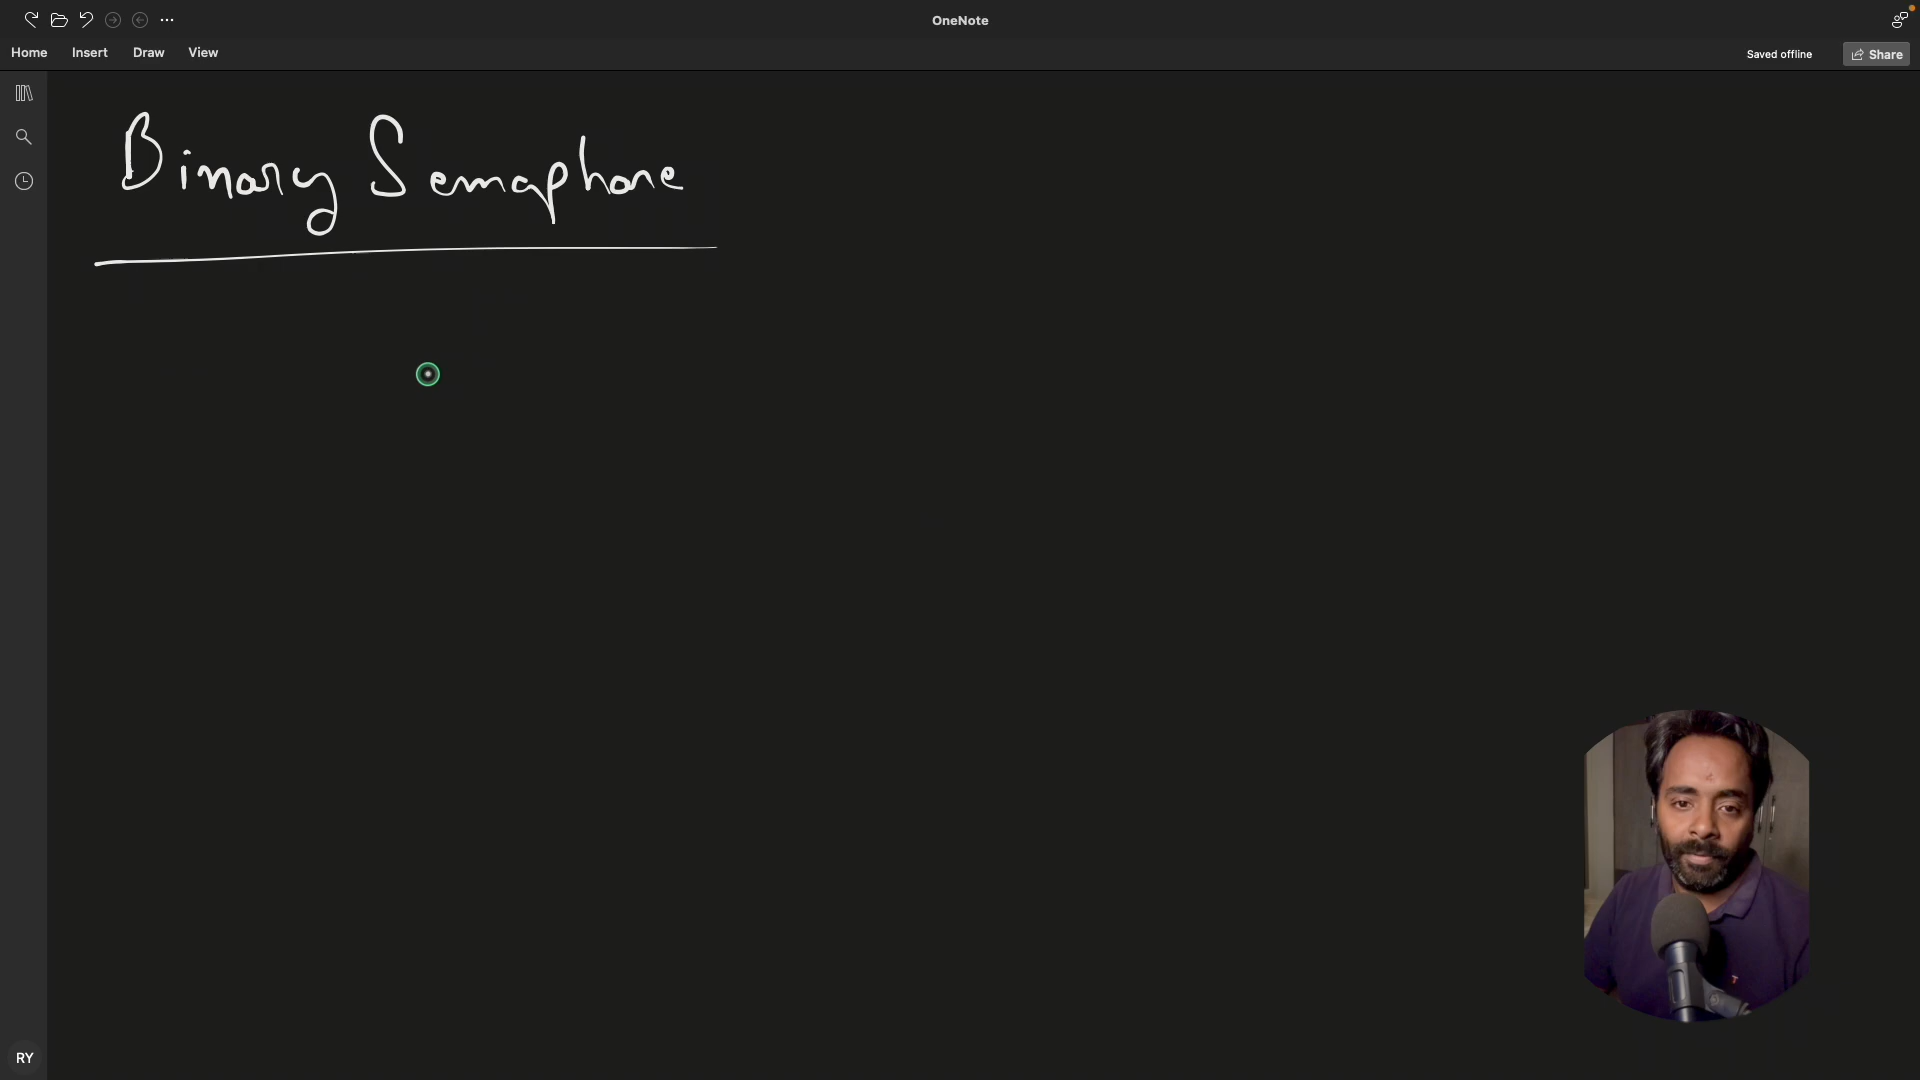 OneNote
Home Insert Draw View
Saved offline
Share
Binary Semaphore
RY